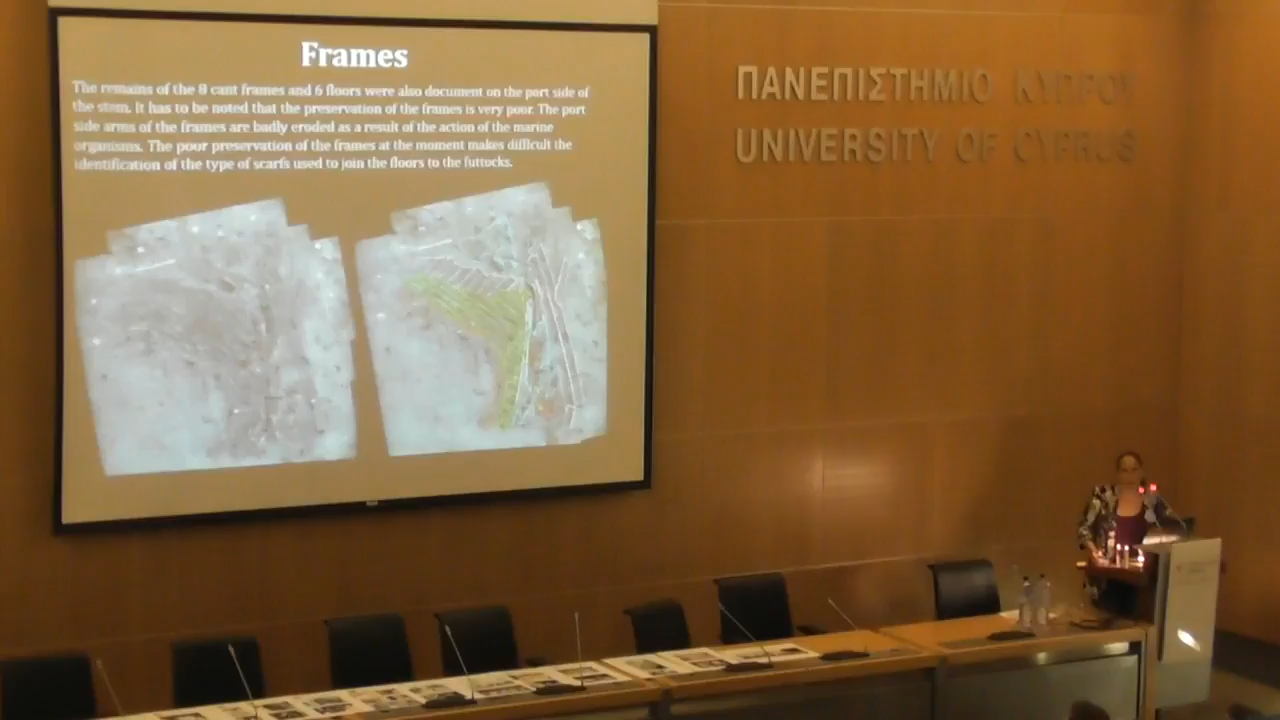 Frames
The remains of the 8 cant frames and 6 floors were also document on the port side of
the stem. It has to be noted that the preservation of the frames is very poor. The port
side arms of the frames are badly eroded as a result of the action of the marine
organisms. The pour preservation of the frames at the moment makes difficult the
identification of the type of scarfs used to join the floors to the futtocks.
ΠΑΝΕΠΙΣΤΗΜΙΟ ΚΥΠΡΟΥ
UNIVERSITY OF CYPRUS